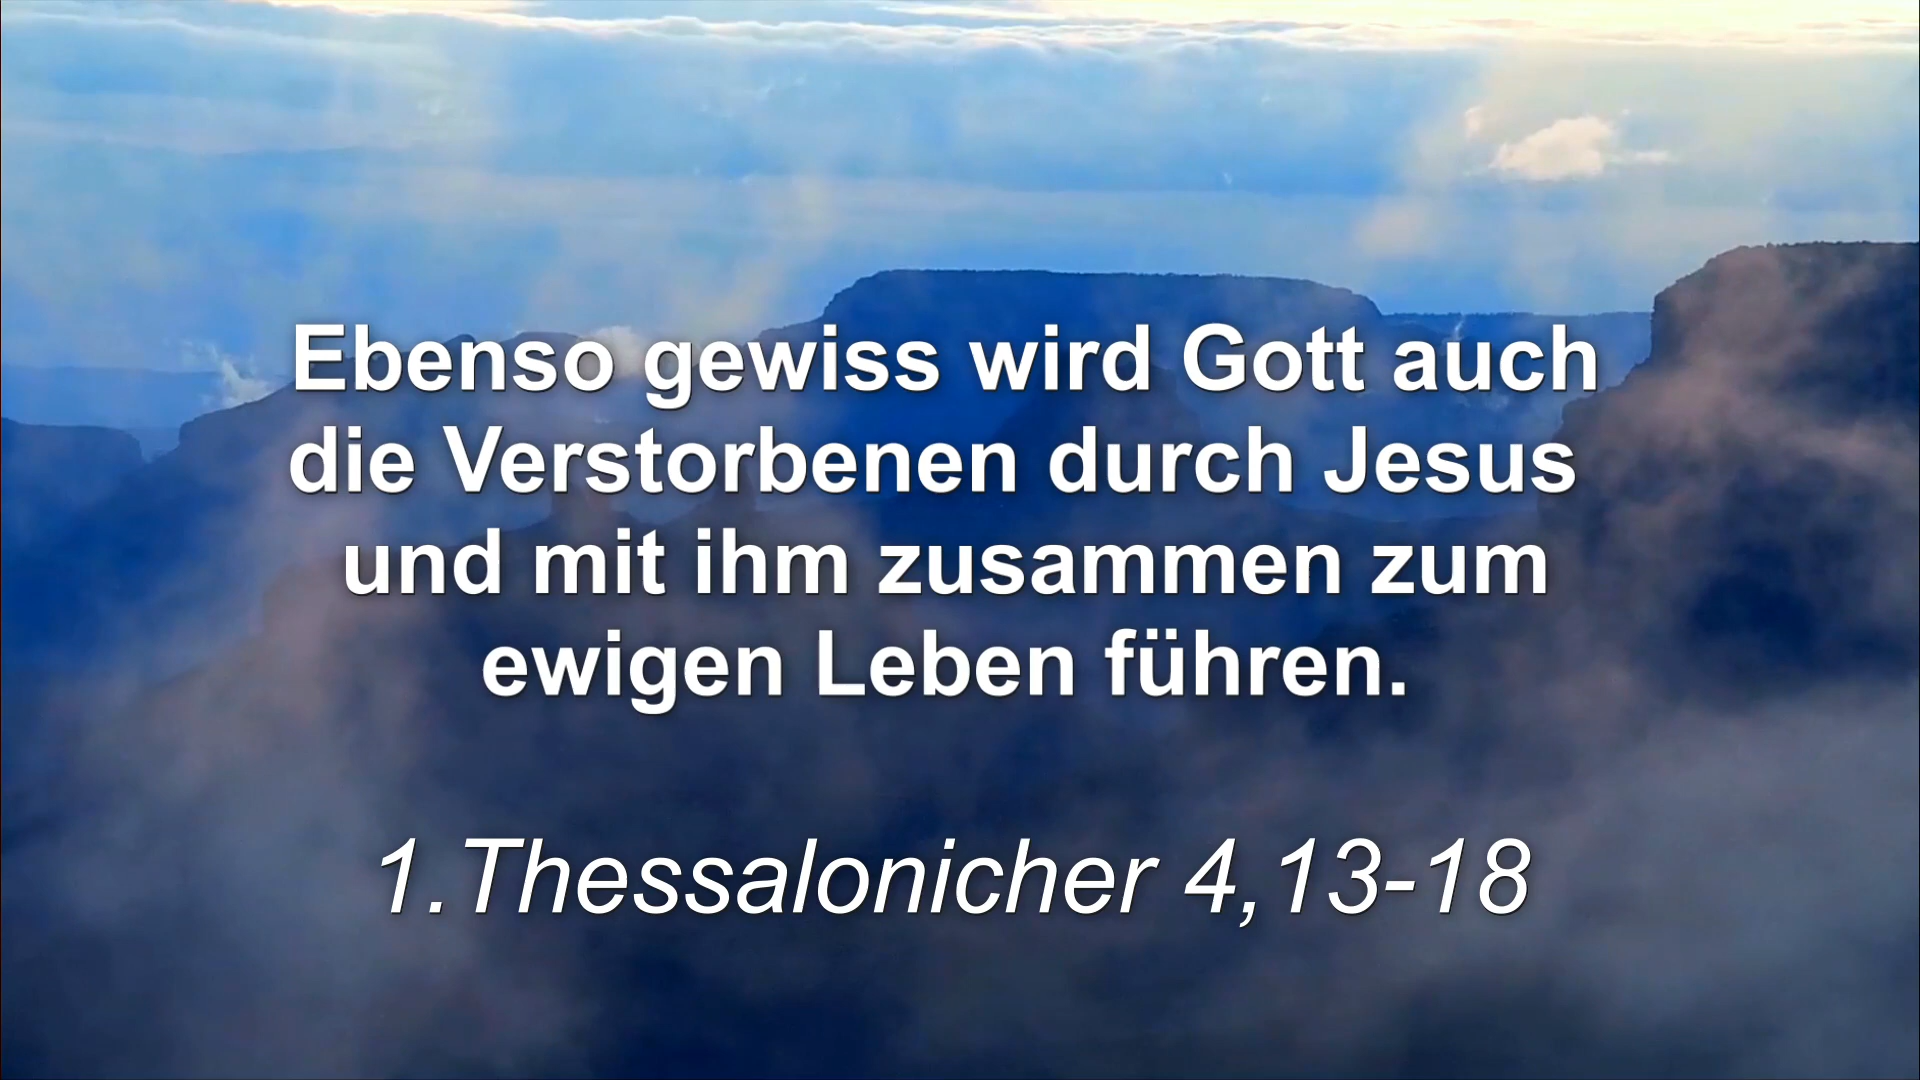 Ebenso gewiss wird Gott auch
die Verstorbenen durch Jesus
und mit ihm zusammen zum
ewigen Leben führen.
1.Thessalonicher 4,13-18